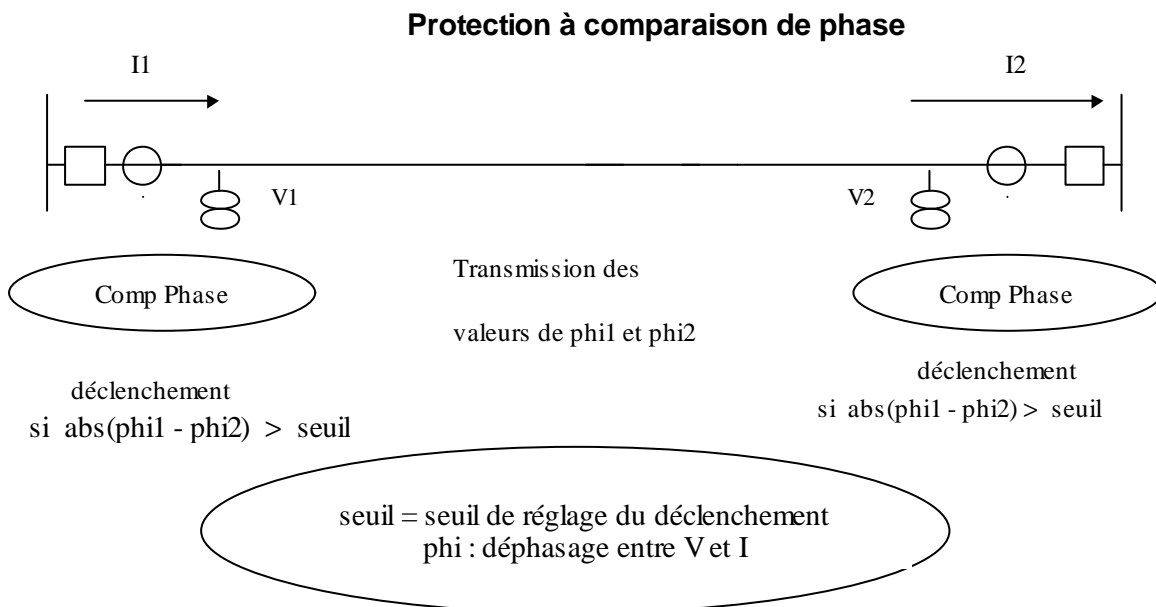 Protection à comparaison de phase
I1
I2
V1
V2
Comp Phase
Transmission des
valeurs de phi1 et phi2
Comp Phase
déclenchement
si abs(phi1 - phi2) > seuil
déclenchement
si abs(phi1 - phi2) > seuil
seuil = seuil de réglage du déclenchement
phi : déphasage entre V et I